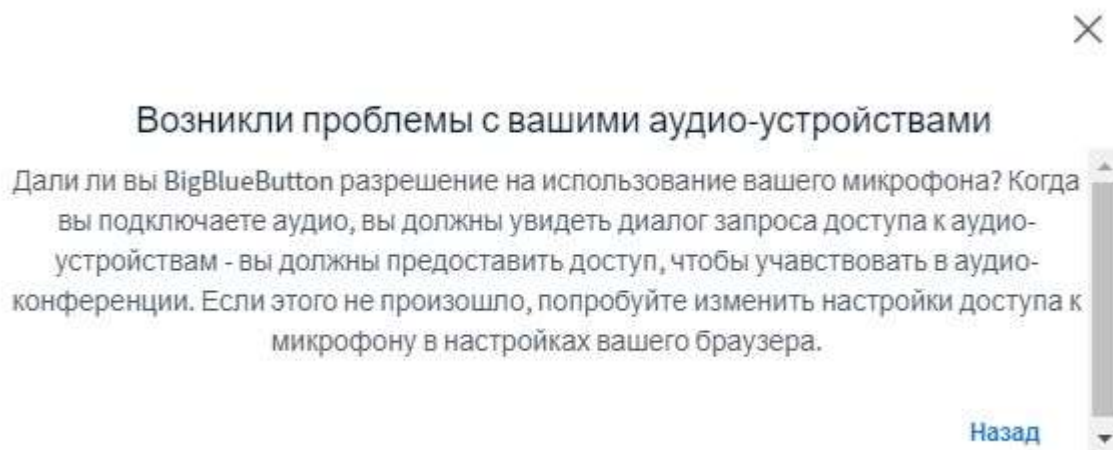 Возникли проблемы с вашими аудио-устройствами
Дали ли вы BigBlueButton разрешение на использование вашего микрофона? Когда
вы подключаете аудио, вы должны увидеть диалог запроса доступа к аудио-
устройствам - вы должны предоставить доступ, чтобы учавствовать в аудио-
конференции. Если этого не произошло, попробуйте изменить настройки доступа к
микрофону в настройках вашего браузера.
Назад